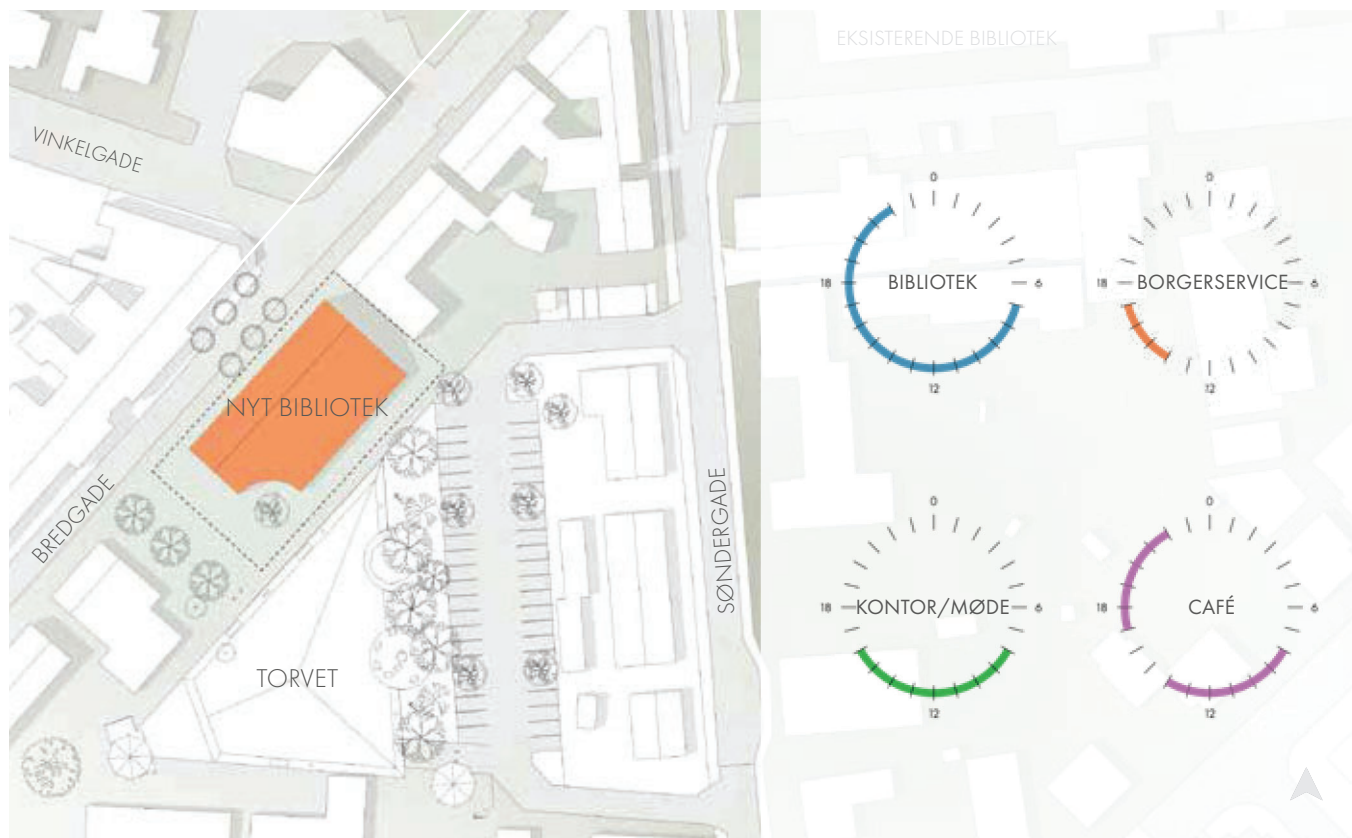 EKSISTERENDE BIBLIOTEK
VINKELGADE
NYT BIBLIOTEK
BREDGADE
SØNDERGADE
TORVET
0
18
BIBLIOTEK
6
12
0
18
BORGERSERVICE
6
12
0
18
KONTOR/MØDE
6
12
0
18
CAFÉ
6
12